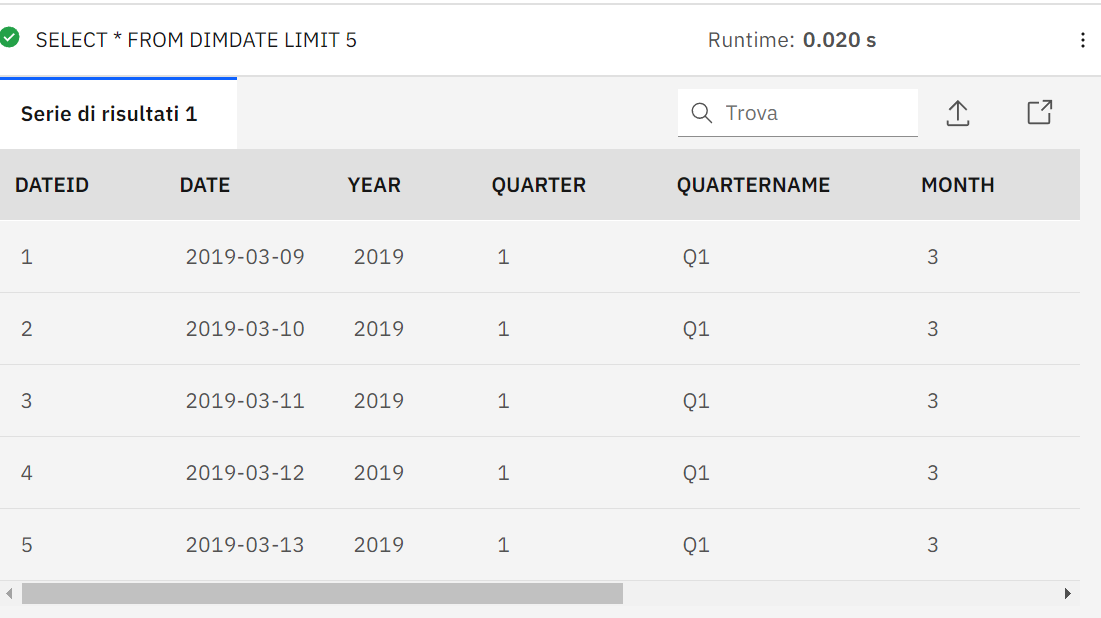 SELECT * FROM DIMDATE LIMIT 5 Runtime: 0.020 s
Serie di risultati 1 Trova
DATEID DATE YEAR QUARTER QUARTERNAME MONTH
1 2019-03-09 2019 1 Q1 3
2 2019-03-10 2019 1 Q1 3
3 2019-03-11 2019 1 Q1 3
4 2019-03-12 2019 1 Q1 3
5 2019-03-13 2019 1 Q1 3